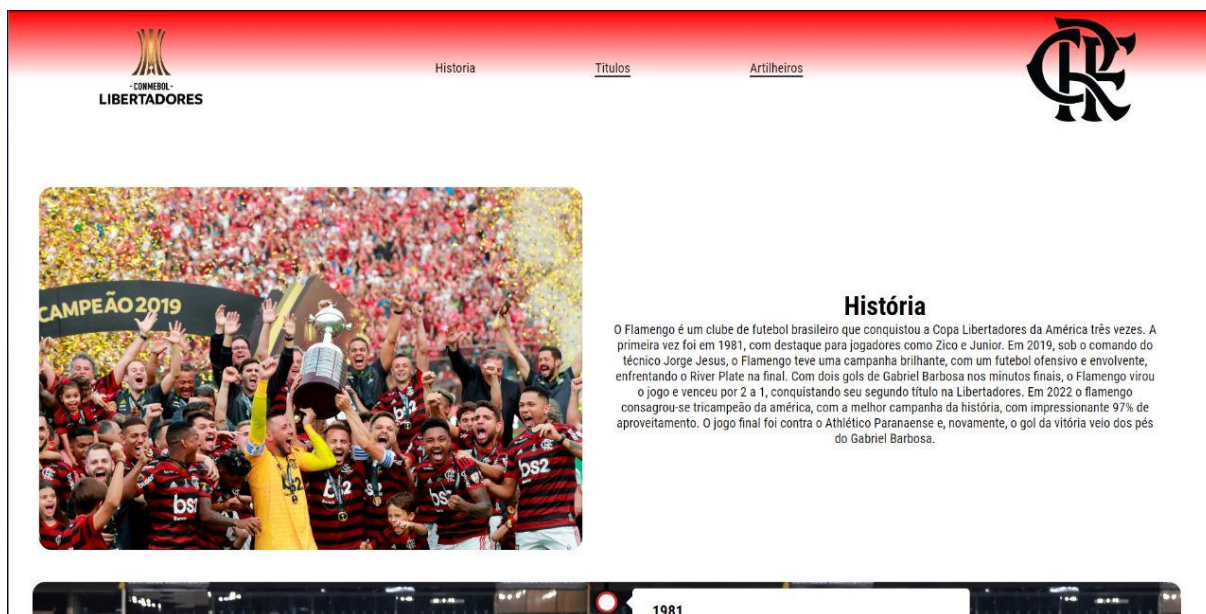 · CONMEBOL ·
LIBERTADORES
Historia
Titulos
Artilheiros
CRF
CAMPEÃO 2019
bs2
bs2
bs2
bs2
História
O Flamengo é um clube de futebol brasileiro que conquistou a Copa Libertadores da América três vezes. A
primeira vez foi em 1981, com destaque para jogadores como Zico e Junior. Em 2019, sob o comando do
técnico Jorge Jesus, o Flamengo teve uma campanha brilhante, com um futebol ofensivo e envolvente,
enfrentando o River Plate na final. Com dois gols de Gabriel Barbosa nos minutos finais, o Flamengo virou
o jogo e venceu por 2 a 1, conquistando seu segundo título na Libertadores. Em 2022 o flamengo
consagrou-se tricampeão da américa, com a melhor campanha da história, com impressionante 97% de
aproveitamento. O jogo final foi contra o Athlético Paranaense e, novamente, o gol da vitória veio dos pés
do Gabriel Barbosa.
1981